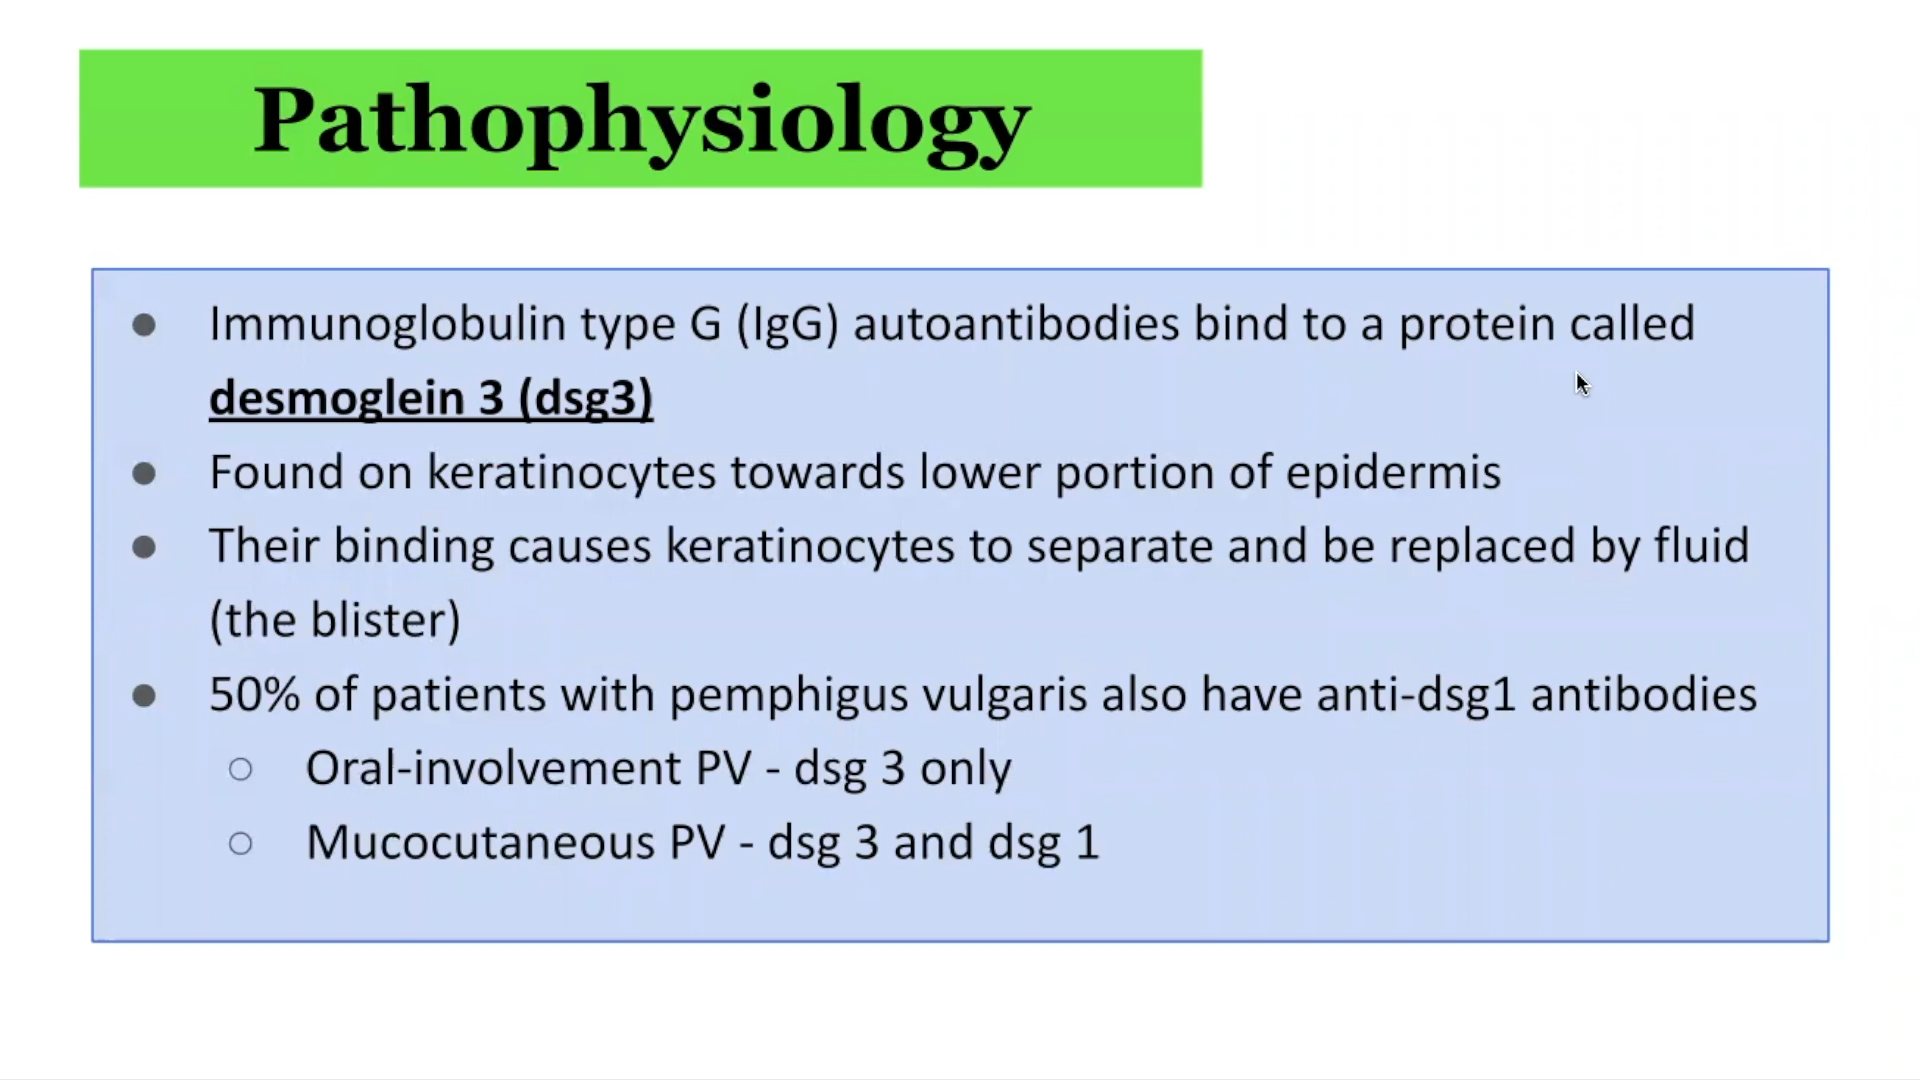 Pathophysiology
● Immunoglobulin type G (IgG) autoantibodies bind to a protein called
desmoglein 3 (dsg3)
● Found on keratinocytes towards lower portion of epidermis
● Their binding causes keratinocytes to separate and be replaced by fluid
(the blister)
● 50% of patients with pemphigus vulgaris also have anti-dsg1 antibodies
○ Oral-involvement PV - dsg 3 only
○ Mucocutaneous PV - dsg 3 and dsg 1